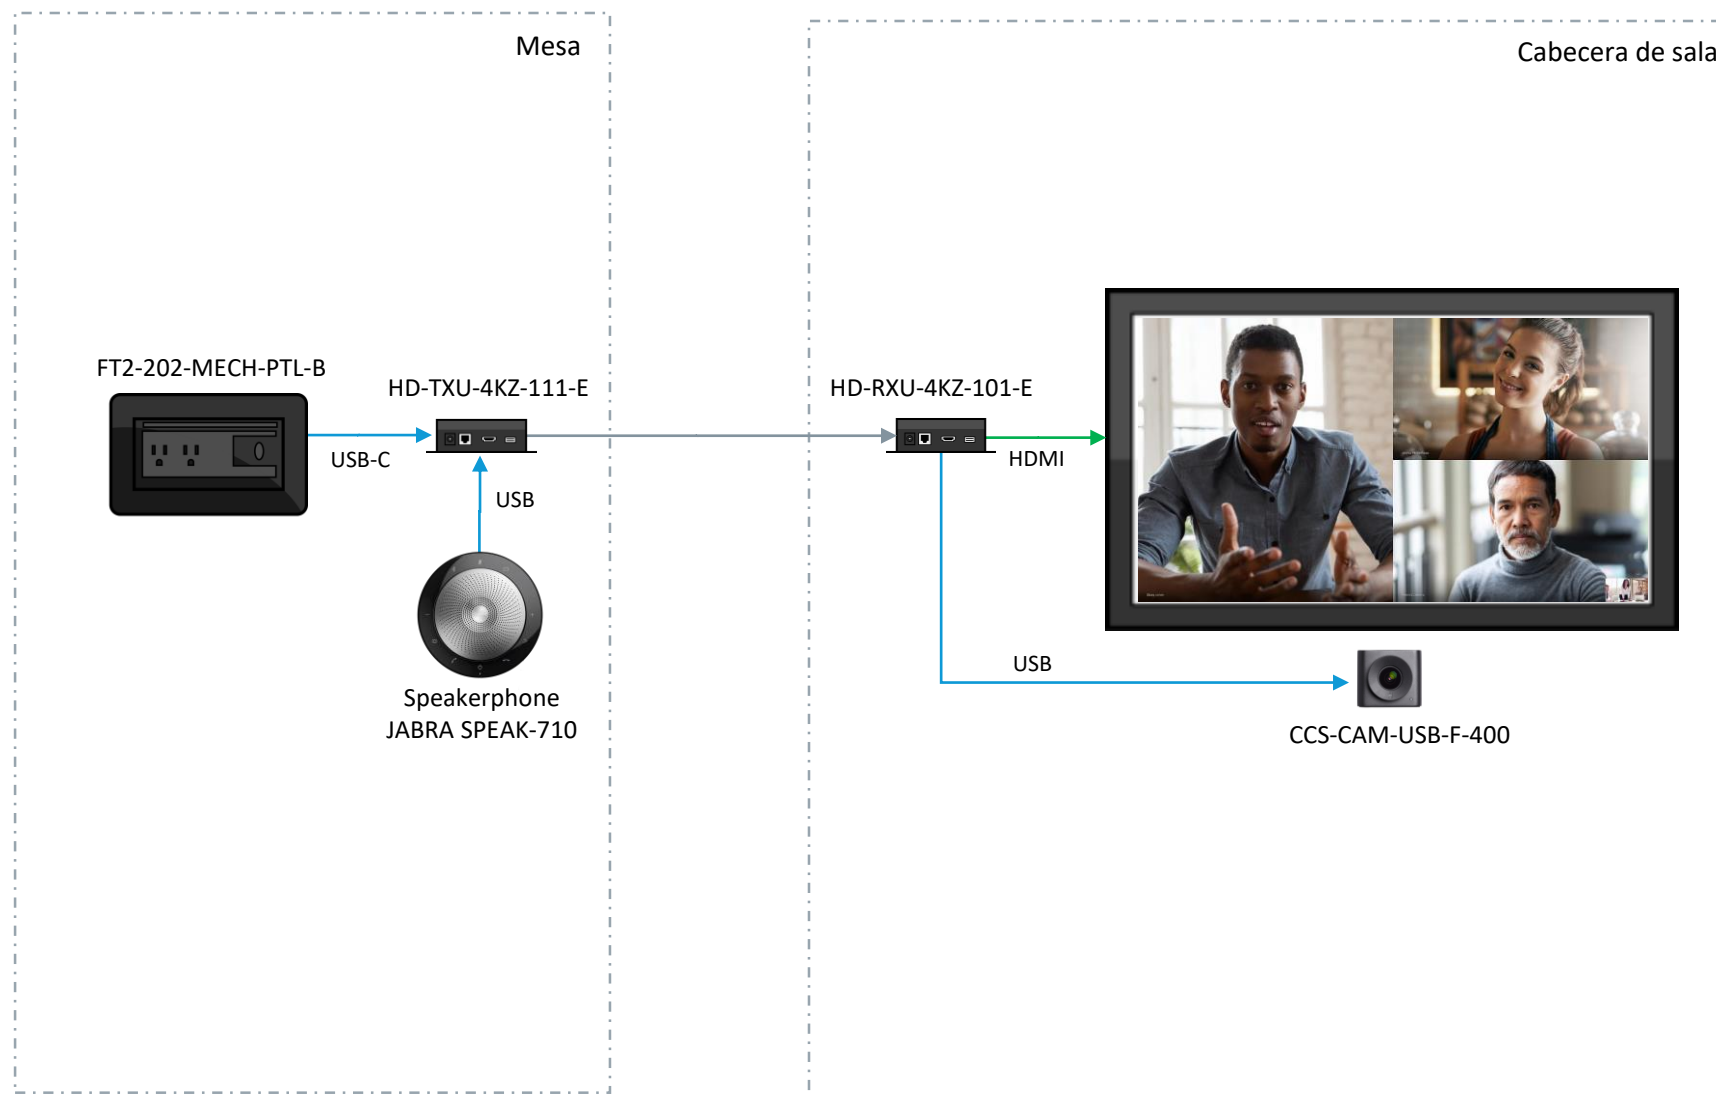 Mesa
Cabecera de sala
FT2-202-MECH-PTL-B
HD-TXU-4KZ-111-E
HD-RXU-4KZ-101-E
USB-C
HDMI
USB
USB
Speakerphone
JABRA SPEAK-710
CCS-CAM-USB-F-400